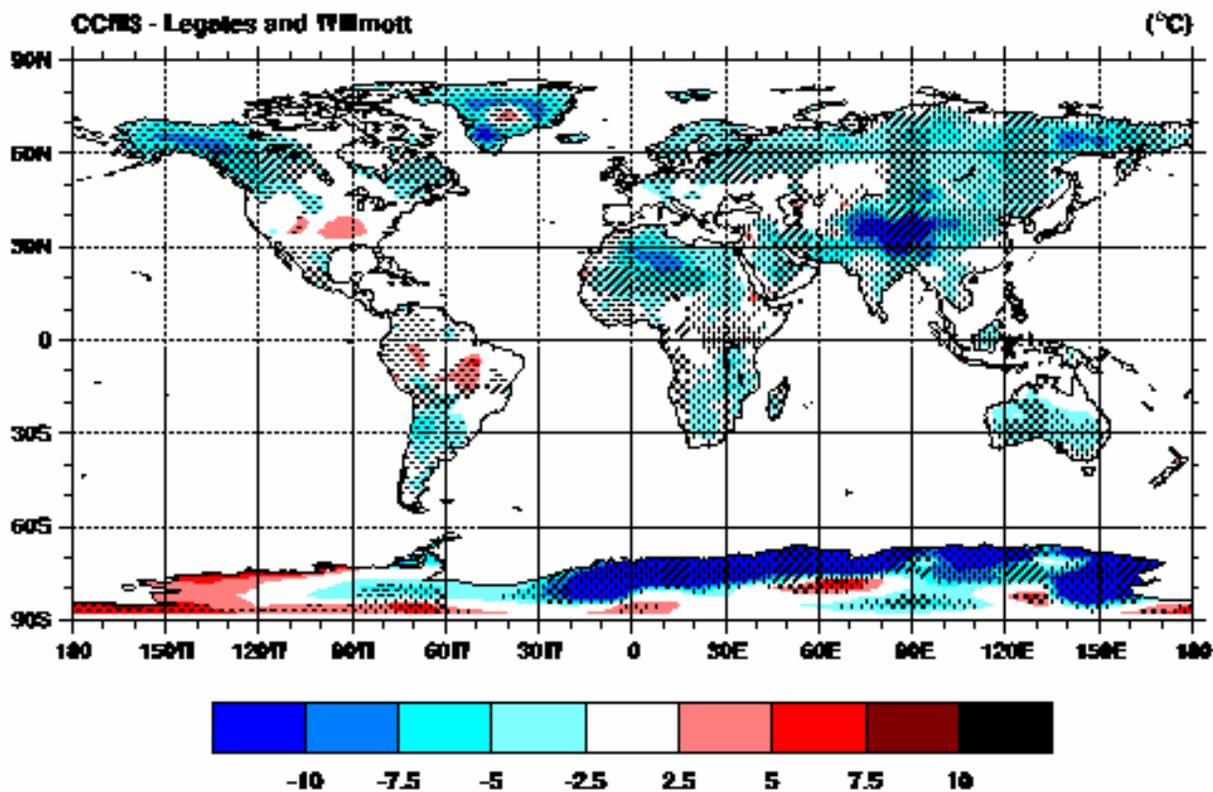 CCM3 - Legates and Willmott (°C)
90N
60N
30N
0
30S
60S
90S
180 150W 120W 90W 60W 30W 0 30E 60E 90E 120E 150E 180
-10 -7.5 -5 -2.5 2.5 5 7.5 10